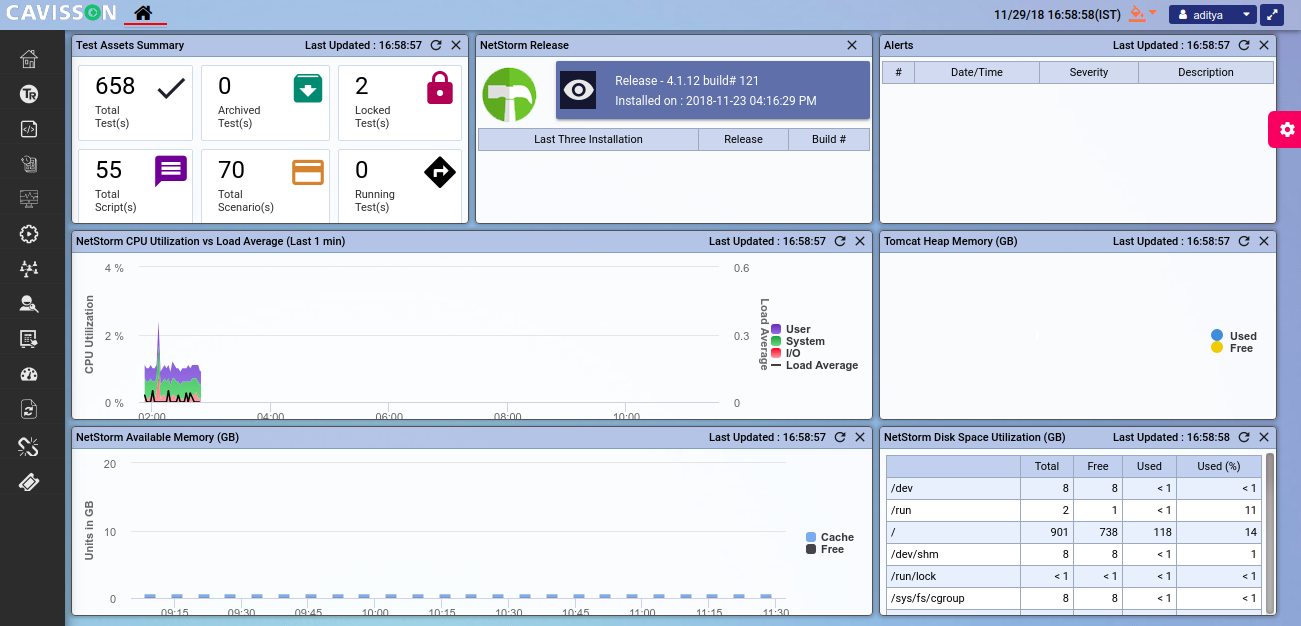 CAVISSON
11/29/18 16:58:58(IST)
aditya
Test Assets Summary
Last Updated : 16:58:57
658
Total
Test(s)
0
Archived
Test(s)
2
Locked
Test(s)
55
Total
Script(s)
70
Total
Scenario(s)
0
Running
Test(s)
NetStorm Release
Release - 4.1.12 build# 121
Installed on : 2018-11-23 04:16:29 PM
Last Three Installation Release Build #
Alerts
Last Updated : 16:58:57
# Date/Time Severity Description
TR
NetStorm CPU Utilization vs Load Average (Last 1 min)
Last Updated : 16:58:57
CPU Utilization
4 %
2 %
0 %
0.6
0.3
0
Load Average
02:00 04:00 06:00 08:00 10:00
User
System
I/O
Load Average
Tomcat Heap Memory (GB)
Last Updated : 16:58:57
Used
Free
NetStorm Available Memory (GB)
Last Updated : 16:58:57
Units in GB
20
10
0
09:15 09:30 09:45 10:00 10:15 10:30 10:45 11:00 11:15 11:30
Cache
Free
NetStorm Disk Space Utilization (GB)
Last Updated : 16:58:58
Total Free Used Used (%)
/dev 8 8 < 1 < 1
/run 2 1 < 1 11
/ 901 738 118 14
/dev/shm 8 8 < 1 1
/run/lock < 1 < 1 < 1 < 1
/sys/fs/cgroup 8 8 < 1 < 1